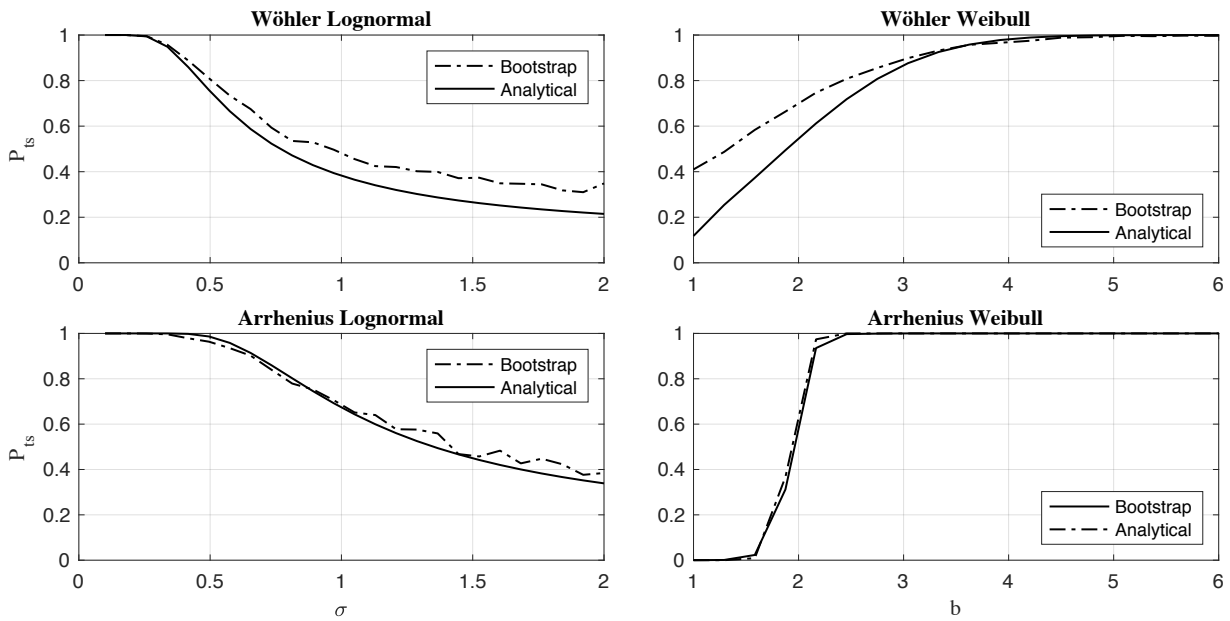 Wöhler Lognormal
1
0.8
0.6
0.4
0.2
0
P_ts
Bootstrap
Analytical
0 0.5 1 1.5 2
Wöhler Weibull
1
0.8
0.6
0.4
0.2
0
Bootstrap
Analytical
1 2 3 4 5 6
Arrhenius Lognormal
1
0.8
0.6
0.4
0.2
0
P_ts
Bootstrap
Analytical
0 0.5 1 1.5 2
σ
Arrhenius Weibull
1
0.8
0.6
0.4
0.2
0
Bootstrap
Analytical
1 2 3 4 5 6
b